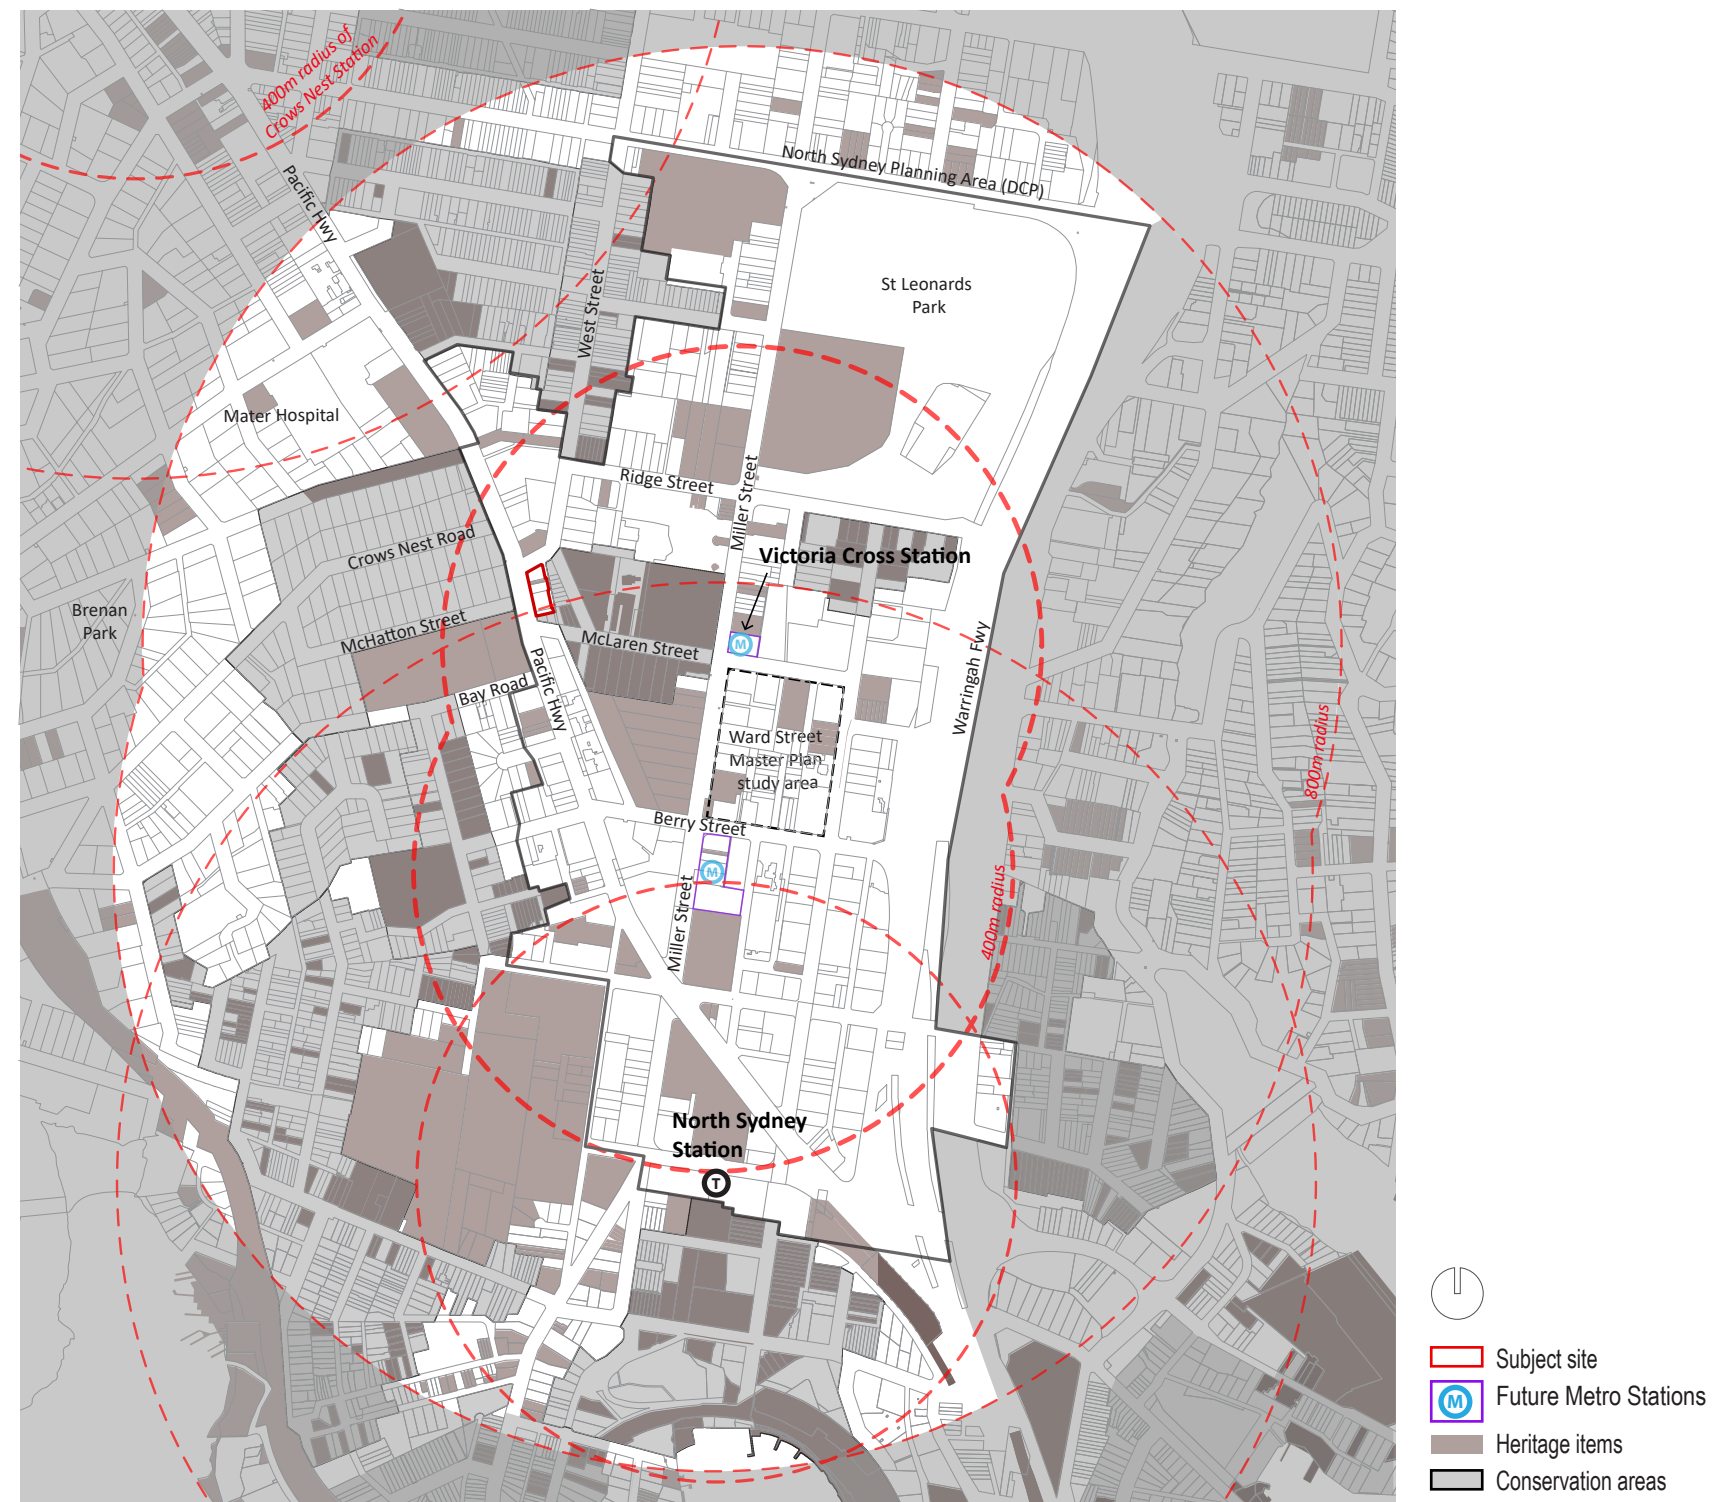 400m radius of
Crows Nest Station
Pacific Hwy
North Sydney Planning Area (DCP)
St Leonards
Park
West Street
Mater Hospital
Ridge Street
Miller Street
Crows Nest Road
Victoria Cross Station
Brenan
Park
McHatton Street
McLaren Street
M
Bay Road
Pacific Hwy
Warringah Fwy
Ward Street
Master Plan
study area
800m radius
Berry Street
M
Miller Street
400m radius
North Sydney
Station
T
Subject site
M
Future Metro Stations
Heritage items
Conservation areas